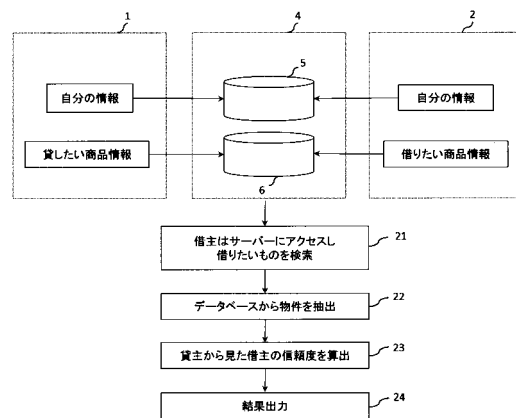 1
4
2
5
自分の情報
自分の情報
貸したい商品情報
借りたい商品情報
6
借主はサーバーにアクセスし
借りたいものを検索
21
データベースから物件を抽出
22
貸主から見た借主の信頼度を算出
23
結果出力
24